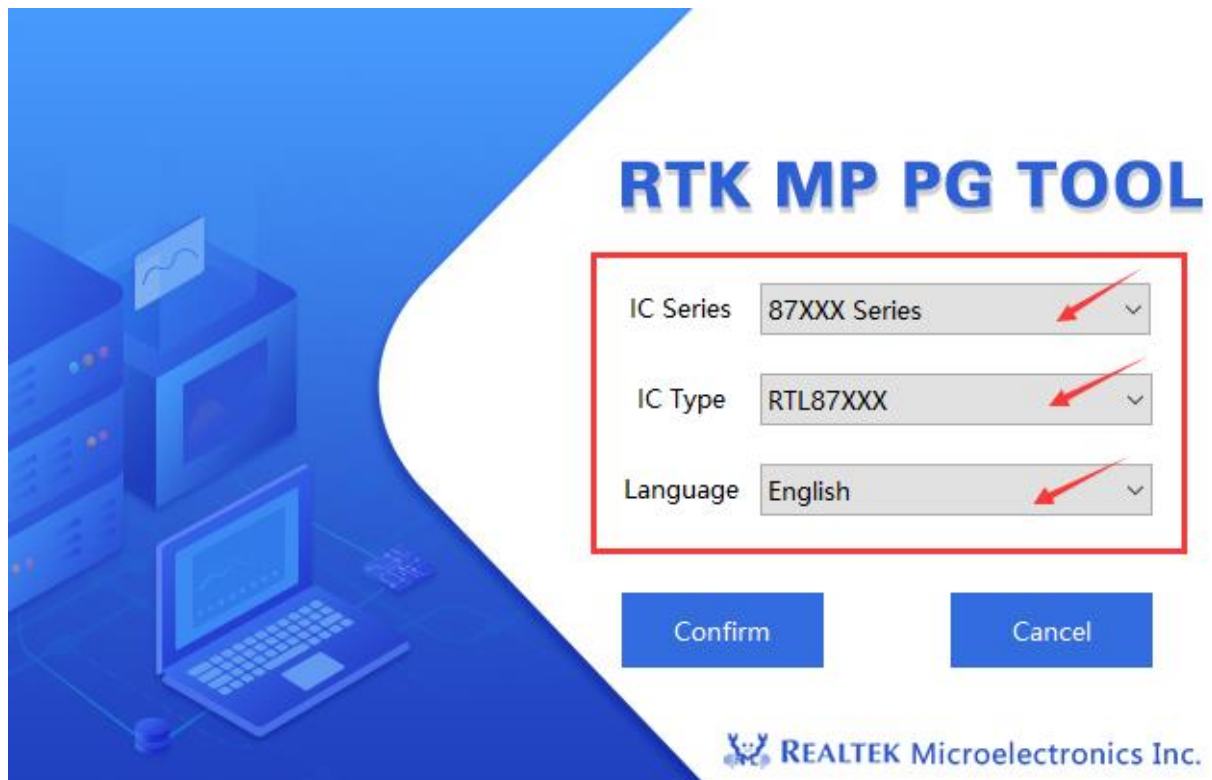 RTK MP PG TOOL
IC Series 87XXX Series
IC Type RTL87XXX
Language English
Confirm Cancel
REALTEK Microelectronics Inc.